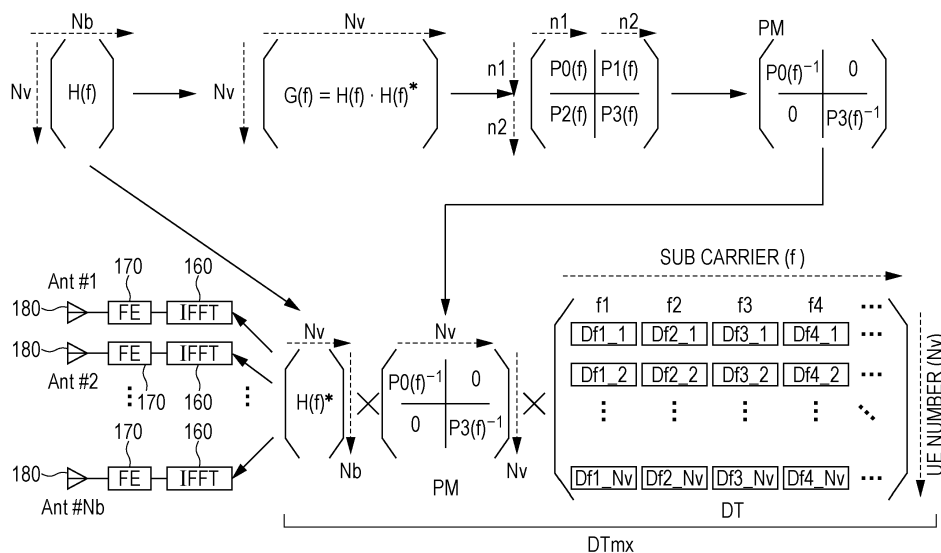 Nb
Nv
H(f)
Nv
Nv
G(f) = H(f) · H(f)*
n1 n2
n1
n2
P0(f) P1(f)
P2(f) P3(f)
PM
P0(f)⁻¹ 0
0 P3(f)⁻¹
Ant #1
180 170 160
FE IFFT
180
FE IFFT
Ant #2
170 160
170 160
180
FE IFFT
Ant #Nb
Nv
H(f)*
Nb
Nv
P0(f)⁻¹ 0
0 P3(f)⁻¹
Nv
PM
SUB CARRIER (f )
f1 f2 f3 f4 ...
Df1_1 Df2_1 Df3_1 Df4_1 ...
Df1_2 Df2_2 Df3_2 Df4_2 ...
Df1_Nv Df2_Nv Df3_Nv Df4_Nv ...
UE NUMBER (Nv)
DT
DTmx